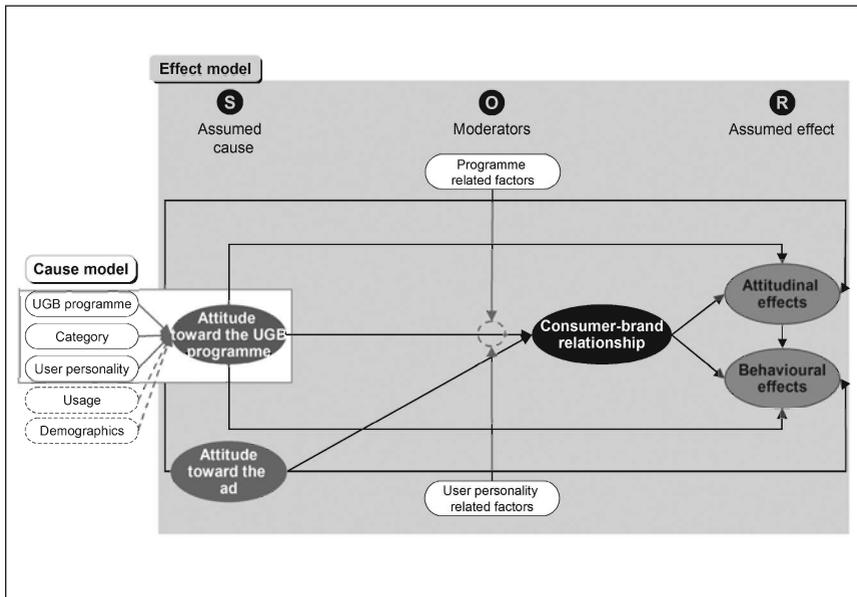 Effect model
S
Assumed
cause
O
Moderators
R
Assumed effect
Programme
related factors
Cause model
UGB programme
Category
User personality
Usage
Demographics
Attitude
toward the UGB
programme
Consumer-brand
relationship
Attitudinal
effects
Behavioural
effects
Attitude
toward the
ad
User personality
related factors